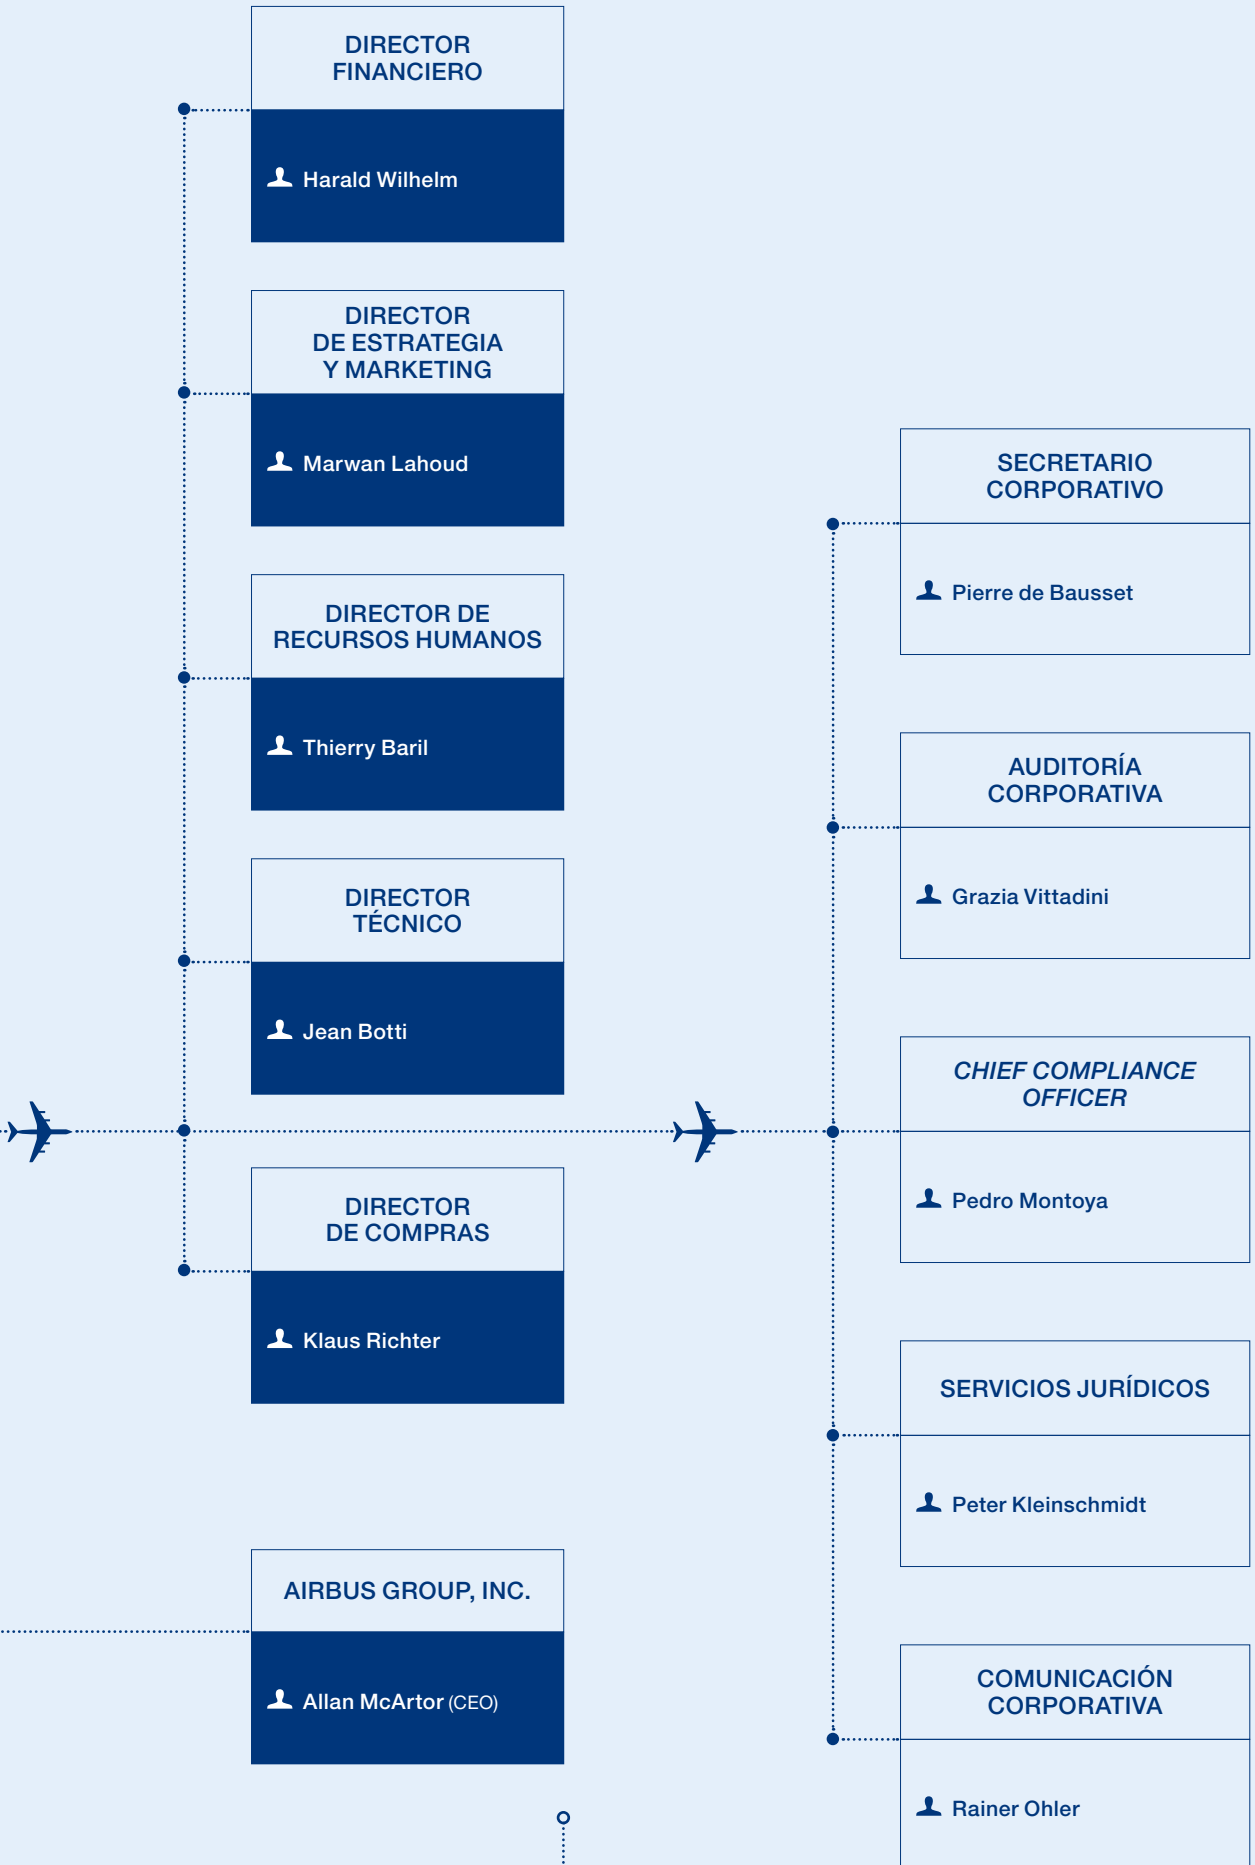 DIRECTOR
FINANCIERO
Harald Wilhelm
DIRECTOR
DE ESTRATEGIA
Y MARKETING
Marwan Lahoud
DIRECTOR DE
RECURSOS HUMANOS
Thierry Baril
DIRECTOR
TÉCNICO
Jean Botti
DIRECTOR
DE COMPRAS
Klaus Richter
AIRBUS GROUP, INC.
Allan McArtor (CEO)
SECRETARIO
CORPORATIVO
Pierre de Bausset
AUDITORÍA
CORPORATIVA
Grazia Vittadini
CHIEF COMPLIANCE
OFFICER
Pedro Montoya
SERVICIOS JURÍDICOS
Peter Kleinschmidt
COMUNICACIÓN
CORPORATIVA
Rainer Ohler